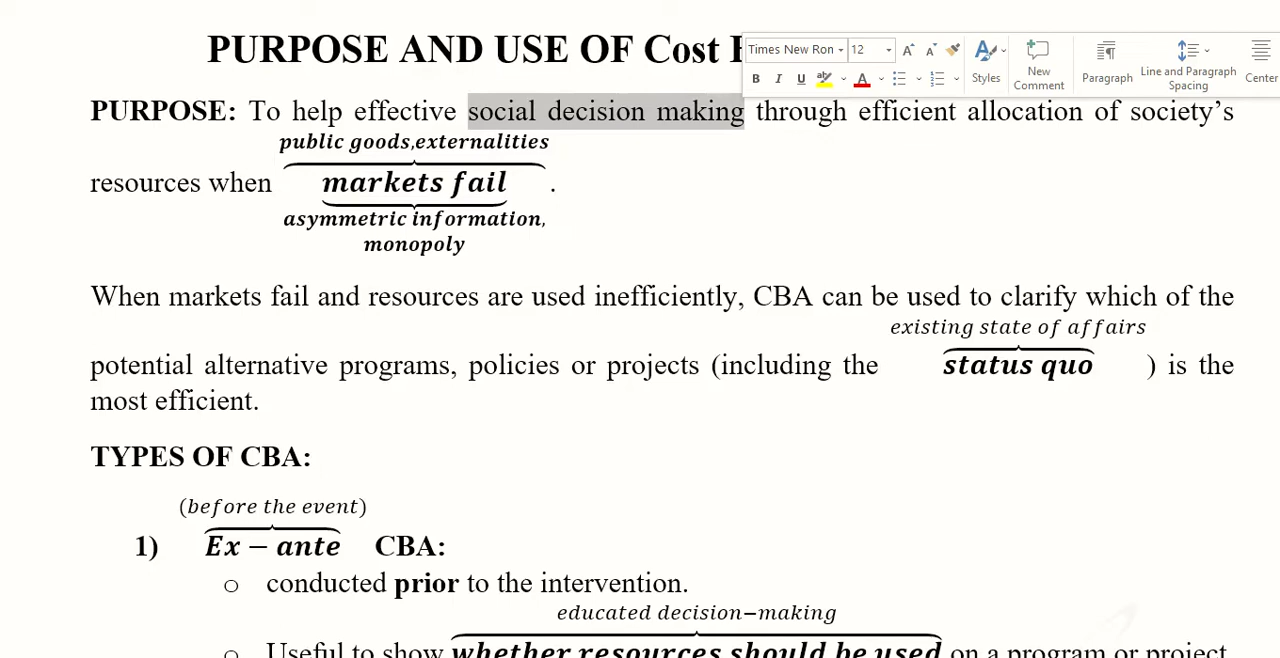 PURPOSE AND USE OF Cost
Times New Ron 12
B I U ab A Styles New Comment Paragraph Line and Paragraph Spacing Center
PURPOSE: To help effective social decision making through efficient allocation of society’s
public goods,externalities
resources when markets fail .
asymmetric information,
monopoly
When markets fail and resources are used inefficiently, CBA can be used to clarify which of the
existing state of affairs
potential alternative programs, policies or projects (including the status quo ) is the
most efficient.
TYPES OF CBA:
(before the event)
1) Ex − ante CBA:
o conducted prior to the intervention.
educated decision−making
o Useful to show whether resources should be used on a program or project